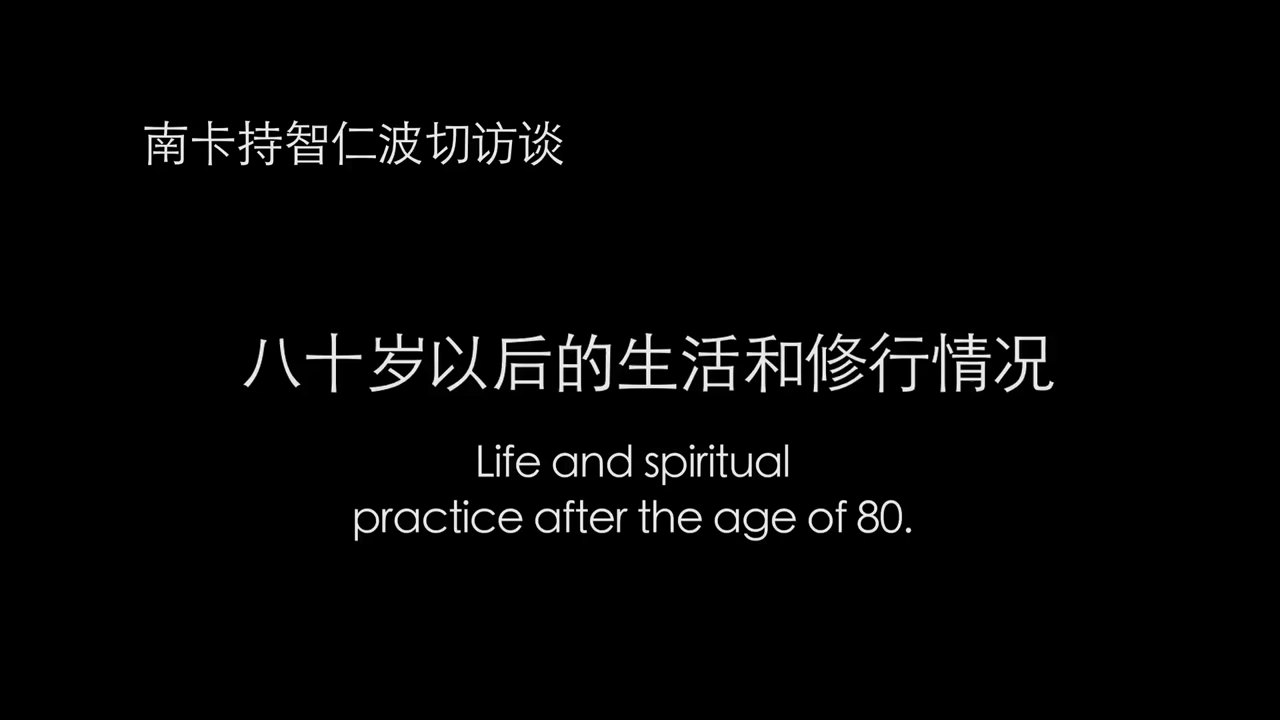 南卡持智仁波切访谈
八十岁以后的生活和修行情况
Life and spiritual
practice after the age of 80.